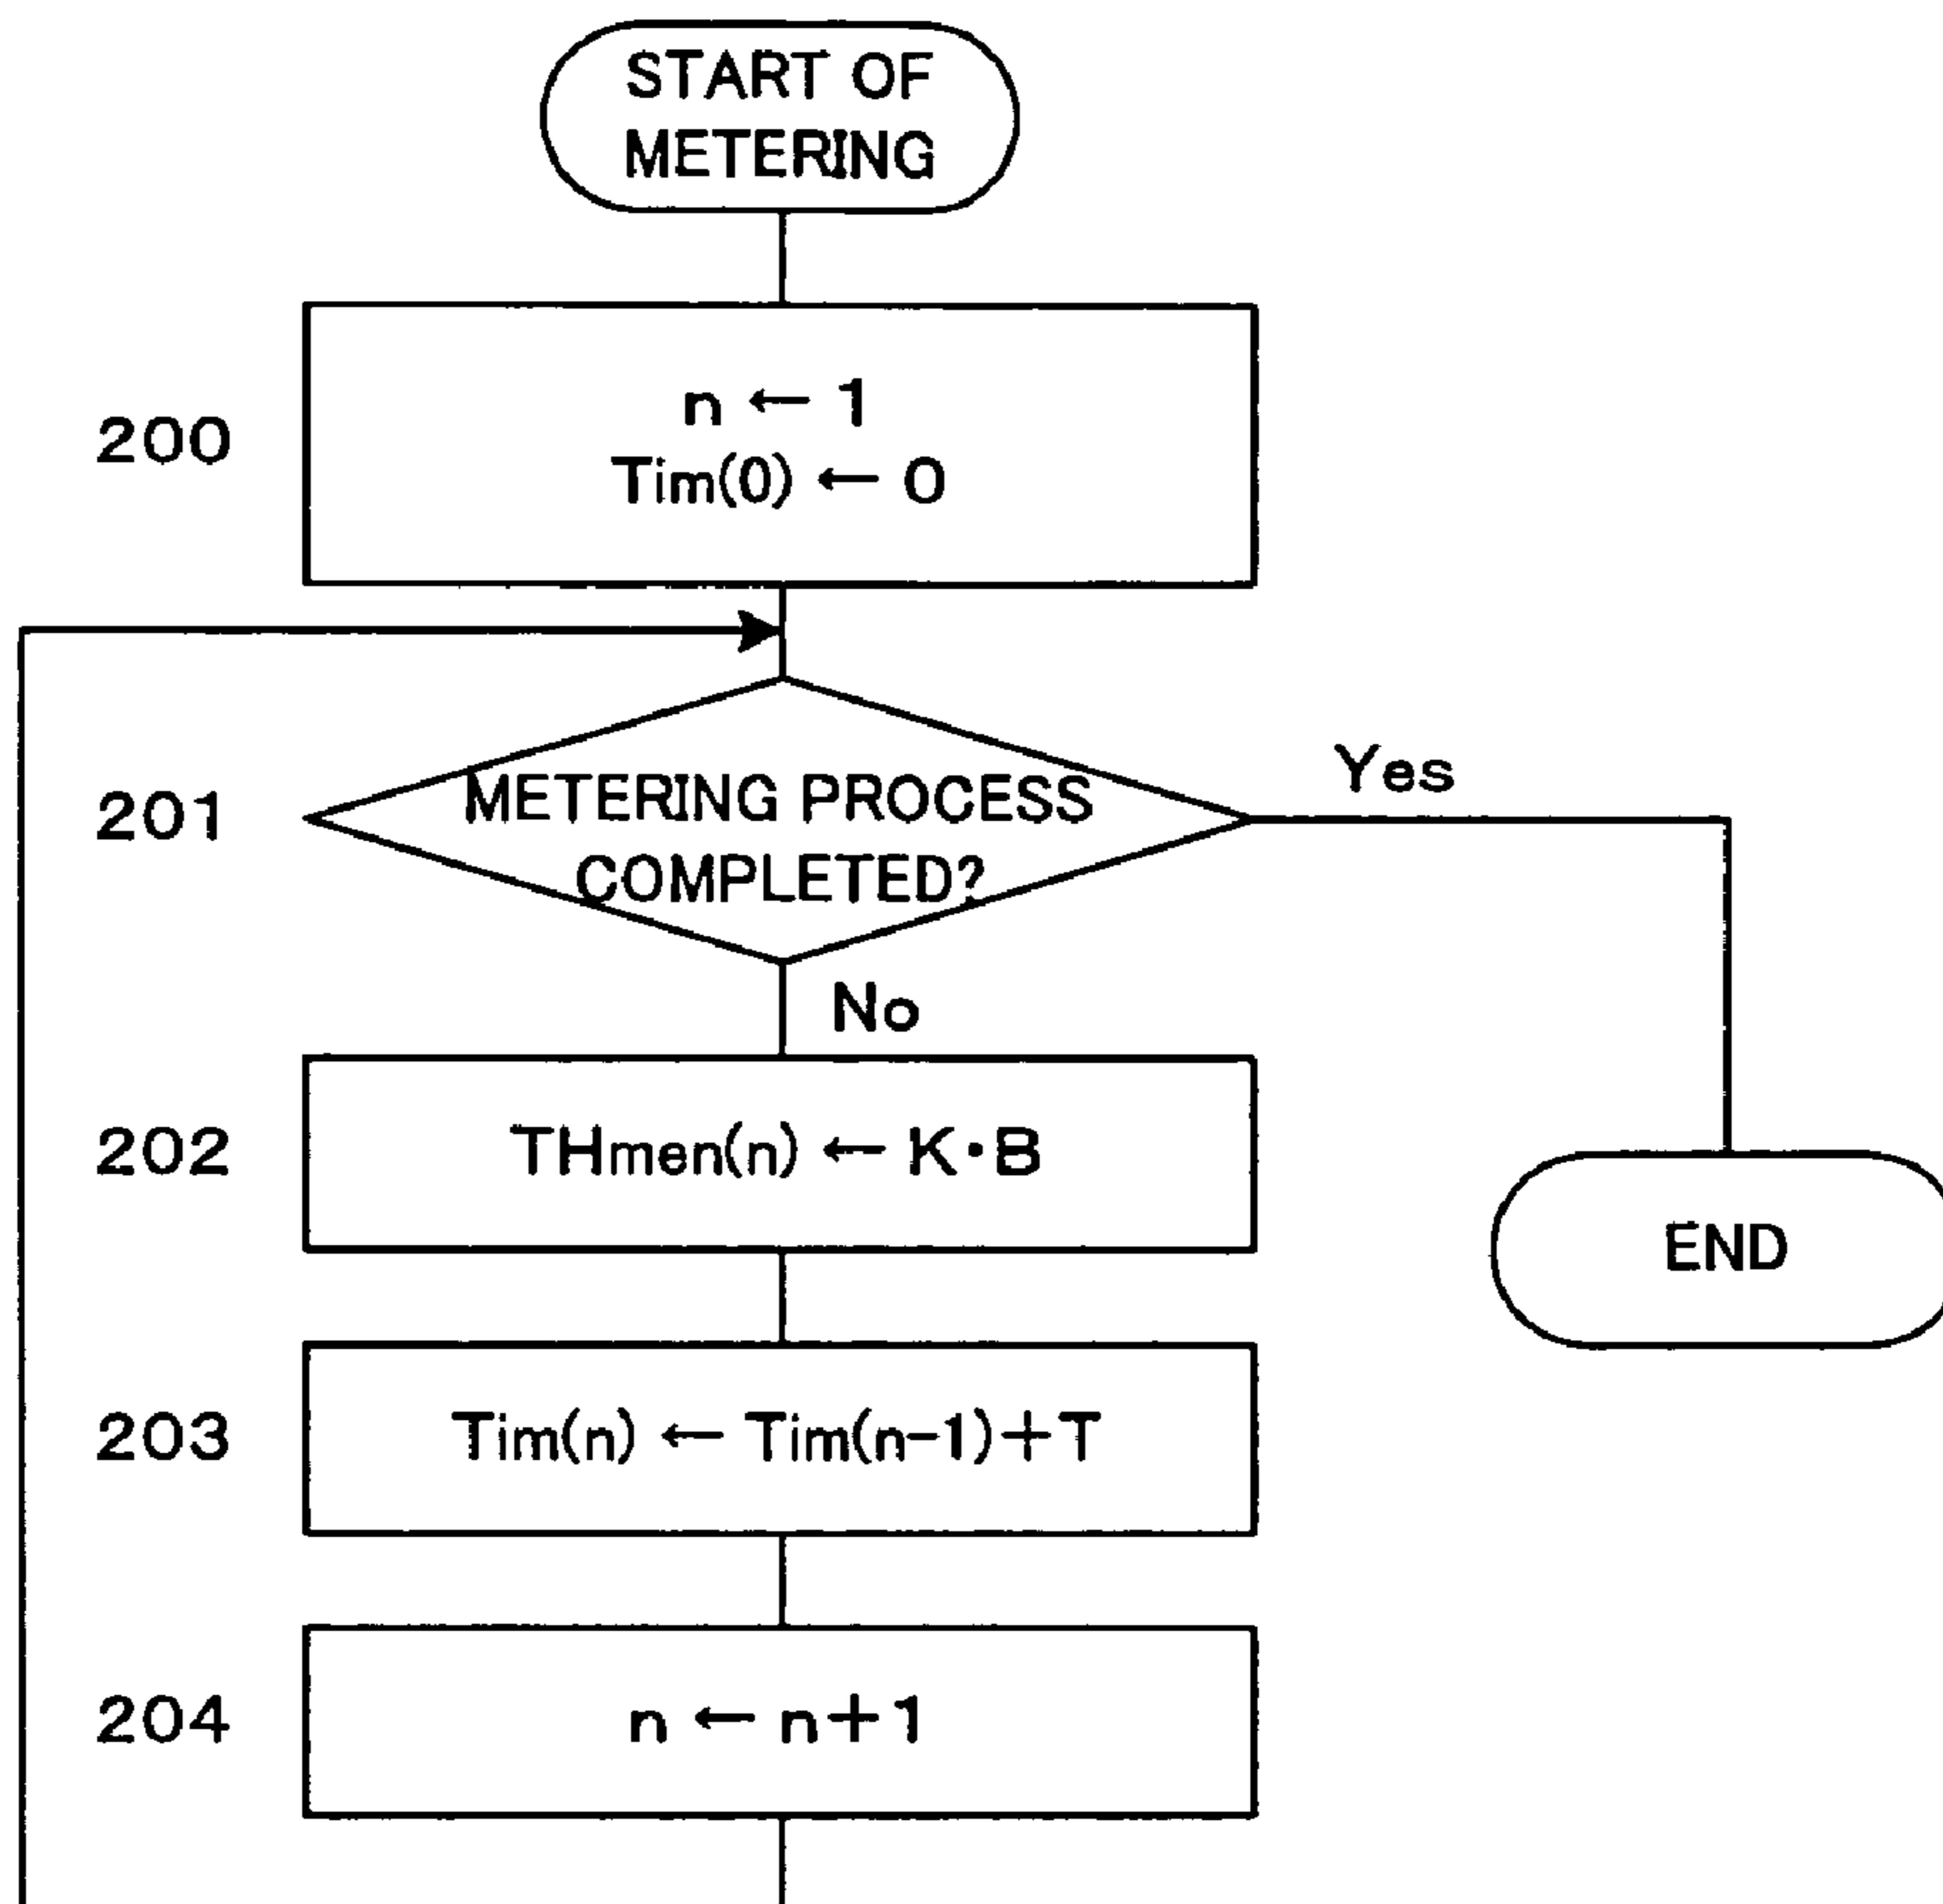 START OF
METERING
200
n ← 1
Tim(0) ← 0
201
METERING PROCESS
COMPLETED?
Yes
No
202
THmen(n) ← K·B
END
203
Tim(n) ← Tim(n-1)+T
204
n ← n+1